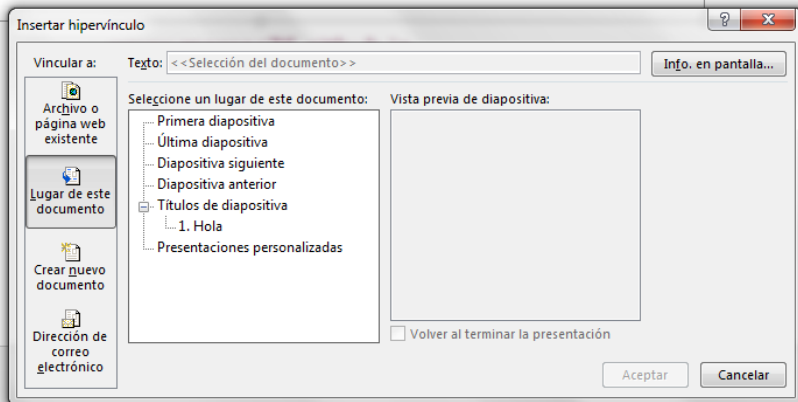 Insertar hipervínculo
Vincular a:
Texto: <<Selección del documento>>
Info. en pantalla...
Archivo o
página web
existente
Lugar de este
documento
Crear nuevo
documento
Dirección de
correo
electrónico
Seleccione un lugar de este documento:
Primera diapositiva
Última diapositiva
Diapositiva siguiente
Diapositiva anterior
Títulos de diapositiva
1. Hola
Presentaciones personalizadas
Vista previa de diapositiva:
Volver al terminar la presentación
Aceptar
Cancelar